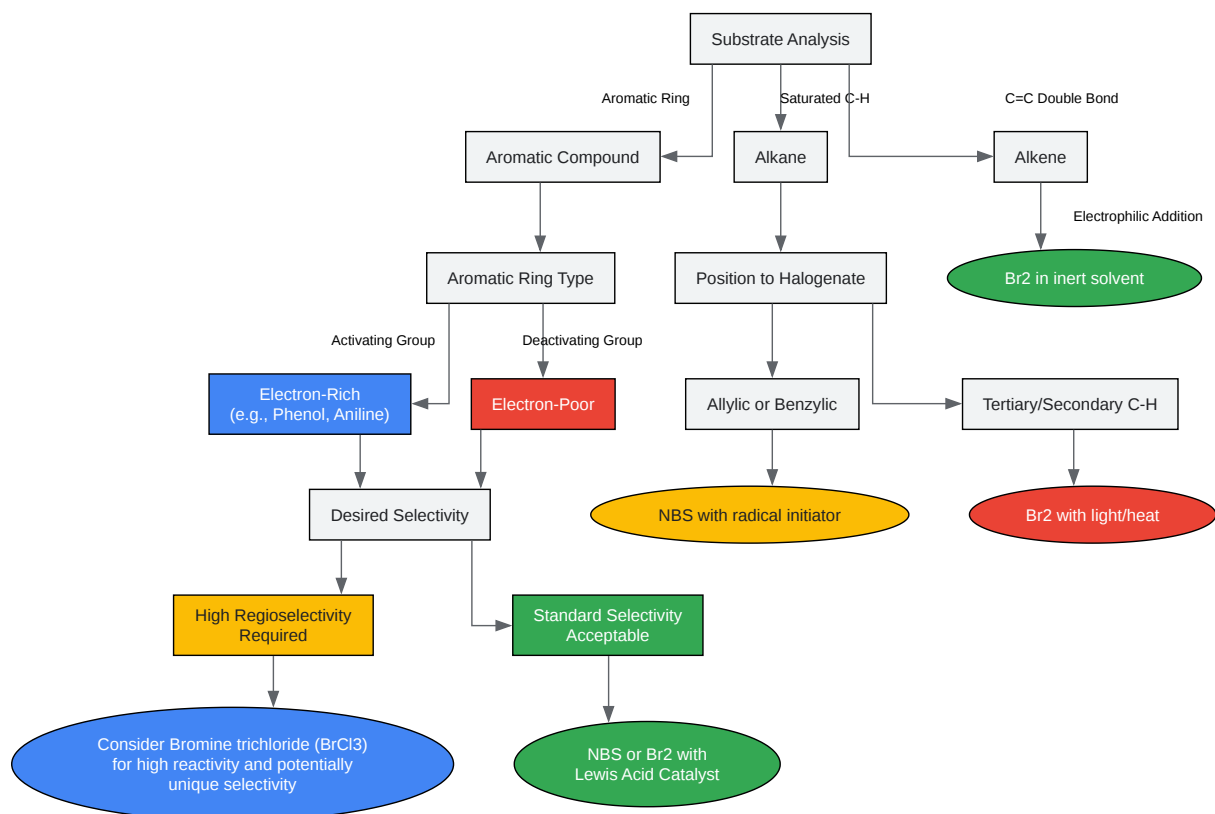 Substrate Analysis
Aromatic Ring
Saturated C-H
C=C Double Bond
Aromatic Compound
Alkane
Alkene
Electrophilic Addition
Aromatic Ring Type
Position to Halogenate
Br2 in inert solvent
Activating Group
Deactivating Group
Electron-Rich
(e.g., Phenol, Aniline)
Electron-Poor
Allylic or Benzylic
Tertiary/Secondary C-H
Desired Selectivity
NBS with radical initiator
Br2 with light/heat
High Regioselectivity
Required
Standard Selectivity
Acceptable
Consider Bromine trichloride (BrCl3)
for high reactivity and potentially
unique selectivity
NBS or Br2 with
Lewis Acid Catalyst